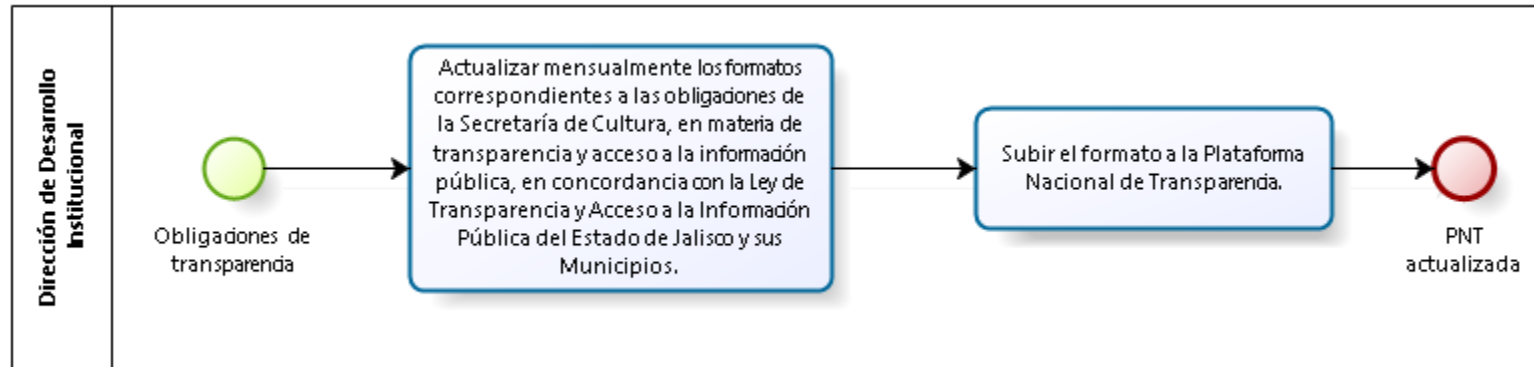 Dirección de Desarrollo
Institucional
Obligaciones de
transparencia
Actualizar mensualmente los formatos
correspondientes a las obligaciones de
la Secretaría de Cultura, en materia de
transparencia y acceso a la información
pública, en concordancia con la Ley de
Transparencia y Acceso a la Información
Pública del Estado de Jalisco y sus
Municipios.
Subir el formato a la Plataforma
Nacional de Transparencia.
PNT
actualizada